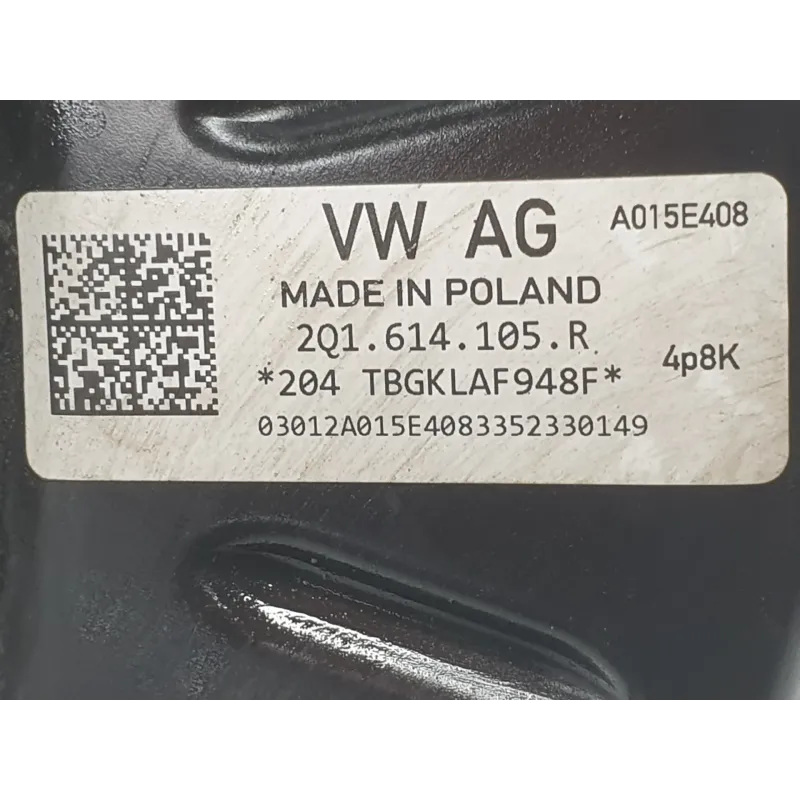 VW AG A015E408
MADE IN POLAND
2Q1.614.105.R
4p8K
*204 TBGKLAF948F*
03012A015E4083352330149